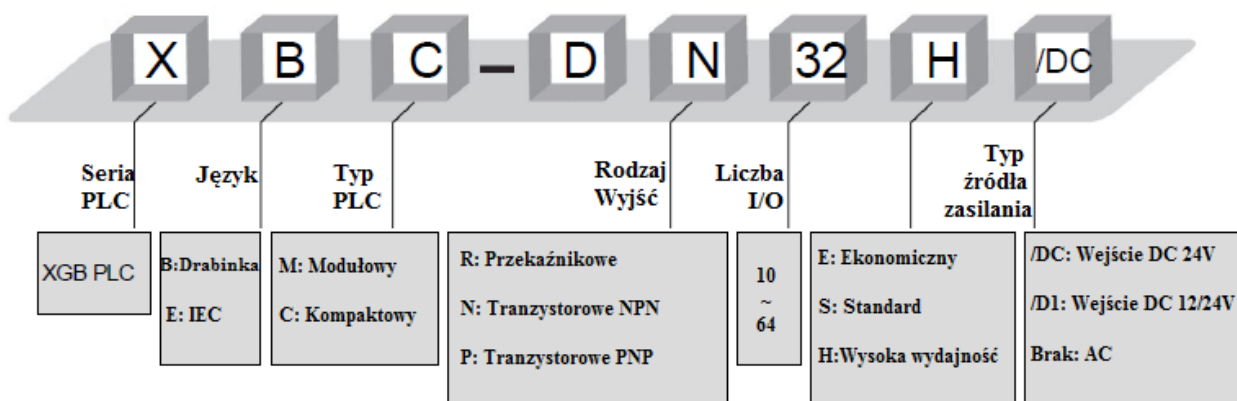 X B C – D N 32 H /DC
Seria
PLC
Język
Typ
PLC
Rodzaj
Wyjść
Liczba
I/O
Typ
źródła
zasilania
XGB PLC
B:Drabinka
E: IEC
M: Modułowy
C: Kompaktowy
R: Przekaźnikowe
N: Tranzystorowe NPN
P: Tranzystorowe PNP
10
~
64
E: Ekonomiczny
S: Standard
H:Wysoka wydajność
/DC: Wejście DC 24V
/D1: Wejście DC 12/24V
Brak: AC